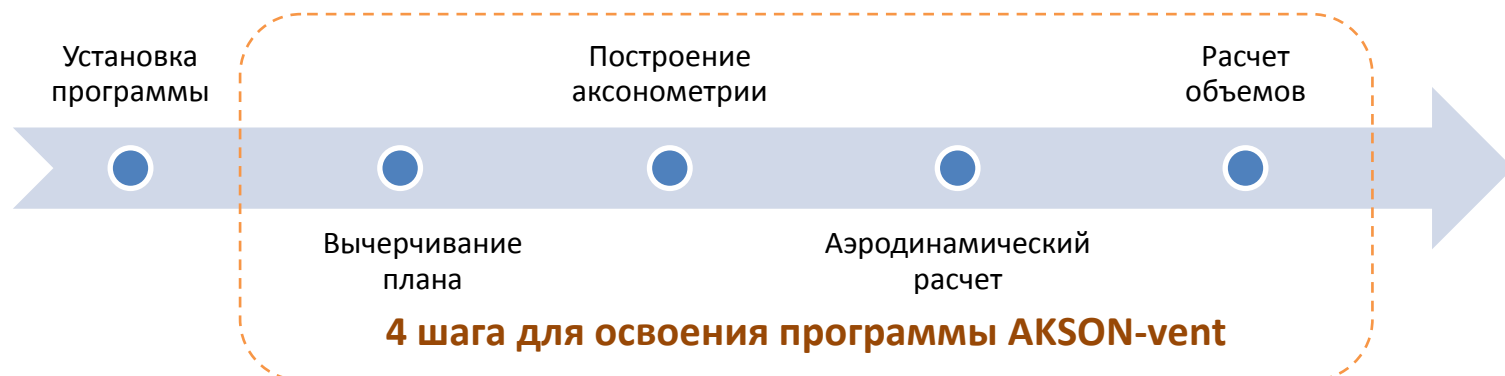 Установка
программы
Построение
аксонометрии
Расчет
объемов
Вычерчивание
плана
Аэродинамический
расчет
4 шага для освоения программы AKSON-vent